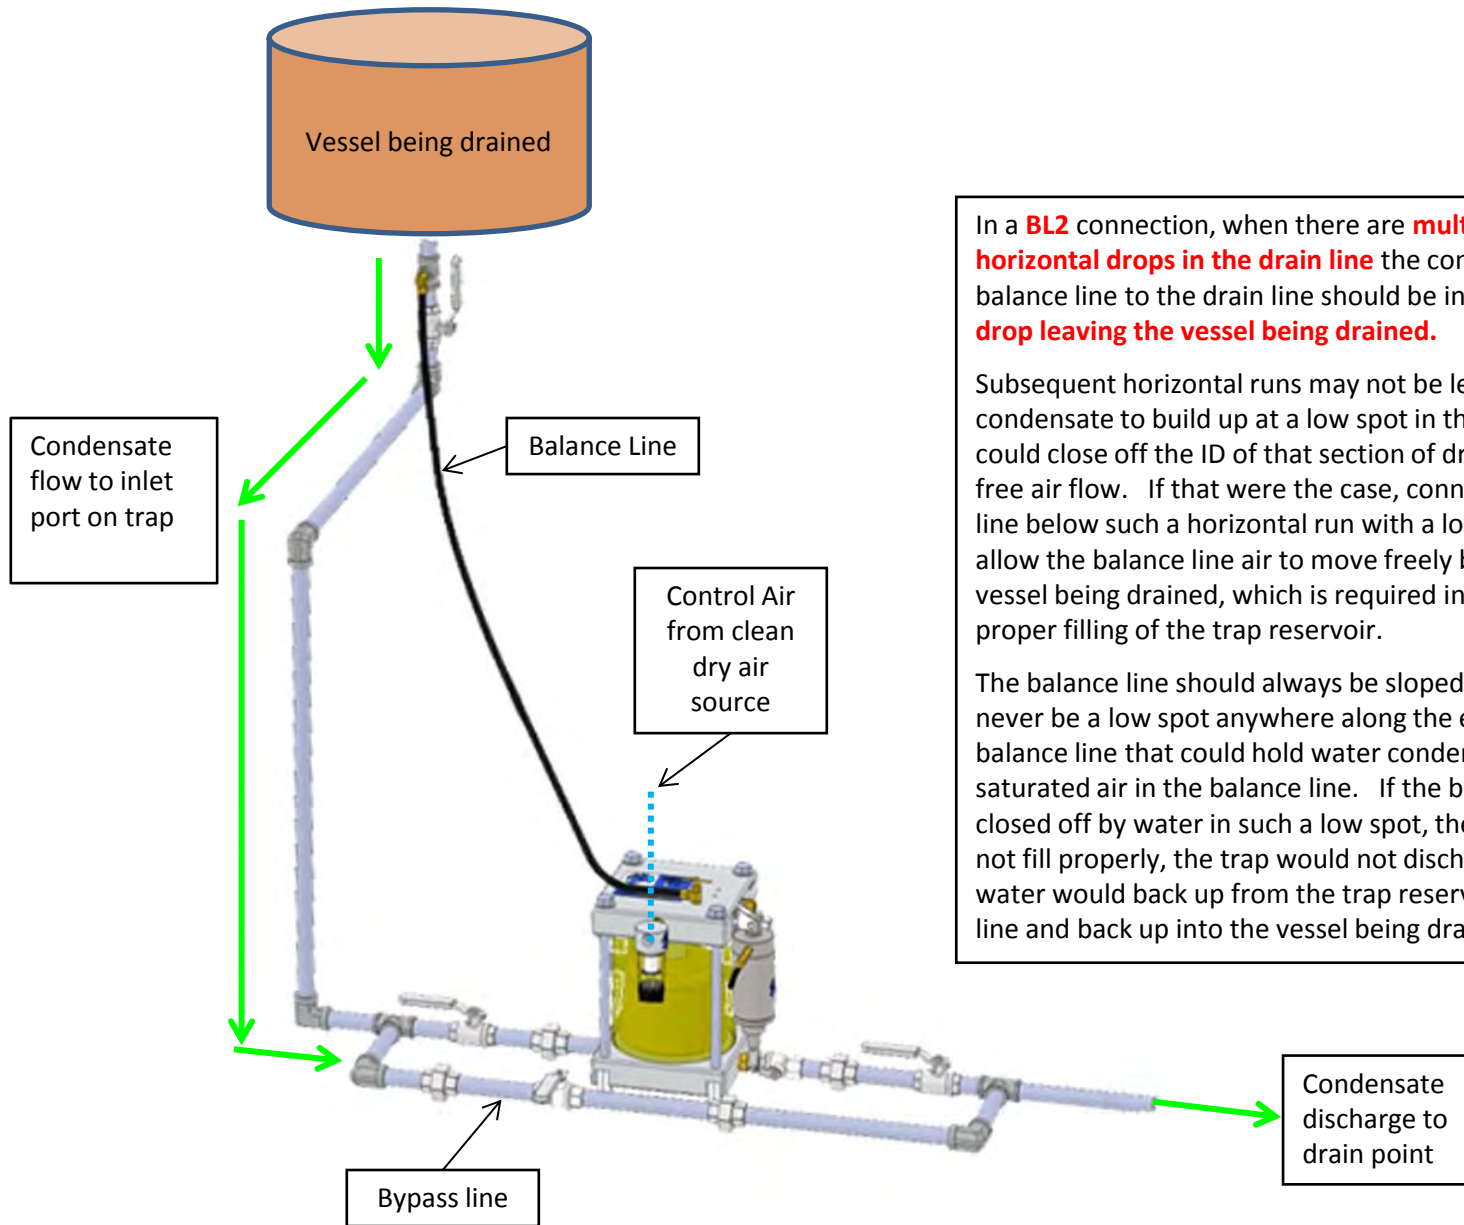 Vessel being drained
In a BL2 connection, when there are
horizontal drops in the drain line the
balance line to the drain line should be
drop leaving the vessel being drained.
Subsequent horizontal runs may not be
condensate to build up at a low spot in
could close off the ID of that section of
free air flow. If that were the case,
line below such a horizontal run with a
allow the balance line air to move freely
vessel being drained, which is required in
proper filling of the trap reservoir.
The balance line should always be sloped
never be a low spot anywhere along the
balance line that could hold water
saturated air in the balance line. If the
closed off by water in such a low spot,
not fill properly, the trap would not
water would back up from the trap
line and back up into the vessel being
Condensate
flow to inlet
port on trap
Balance Line
Control Air
from clean
dry air
source
Bypass line
Condensate
discharge to
drain point